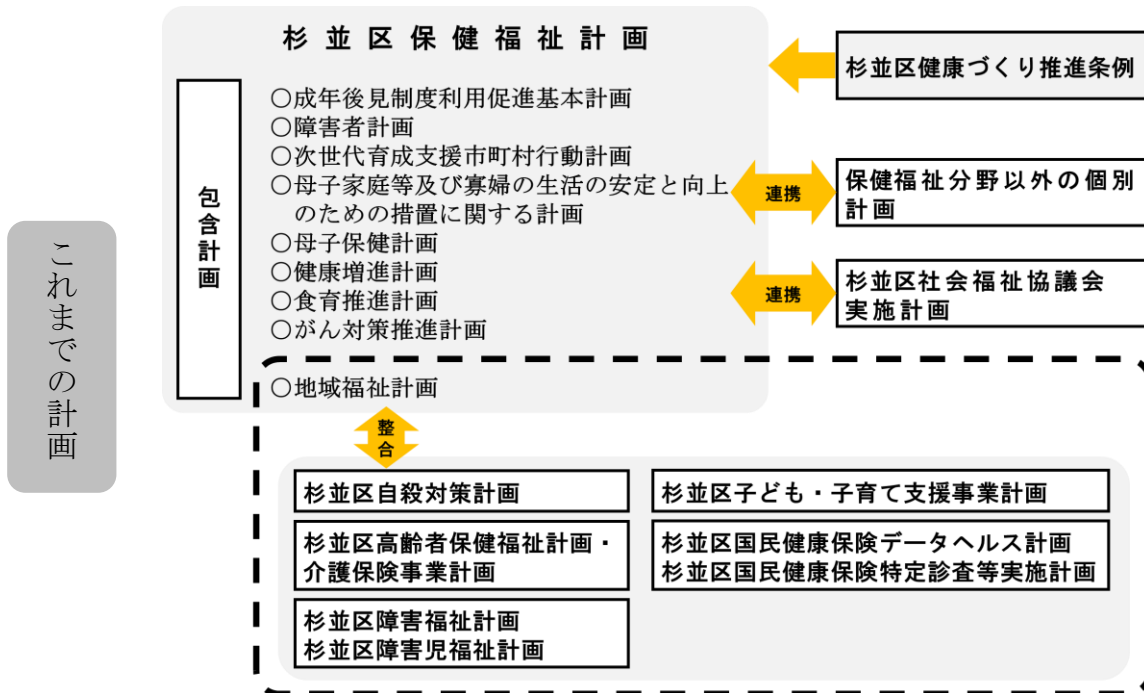 これまでの計画
杉並区保健福祉計画
包含計画
○成年後見制度利用促進基本計画
○障害者計画
○次世代育成支援市町村行動計画
○母子家庭等及び寡婦の生活の安定と向上
のための措置に関する計画
○母子保健計画
○健康増進計画
○食育推進計画
○がん対策推進計画
○地域福祉計画
杉並区健康づくり推進条例
連携
保健福祉分野以外の個別
計画
連携
杉並区社会福祉協議会
実施計画
整合
杉並区自殺対策計画
杉並区子ども・子育て支援事業計画
杉並区高齢者保健福祉計画・
介護保険事業計画
杉並区国民健康保険データヘルス計画
杉並区国民健康保険特定診査等実施計画
杉並区障害福祉計画
杉並区障害児福祉計画